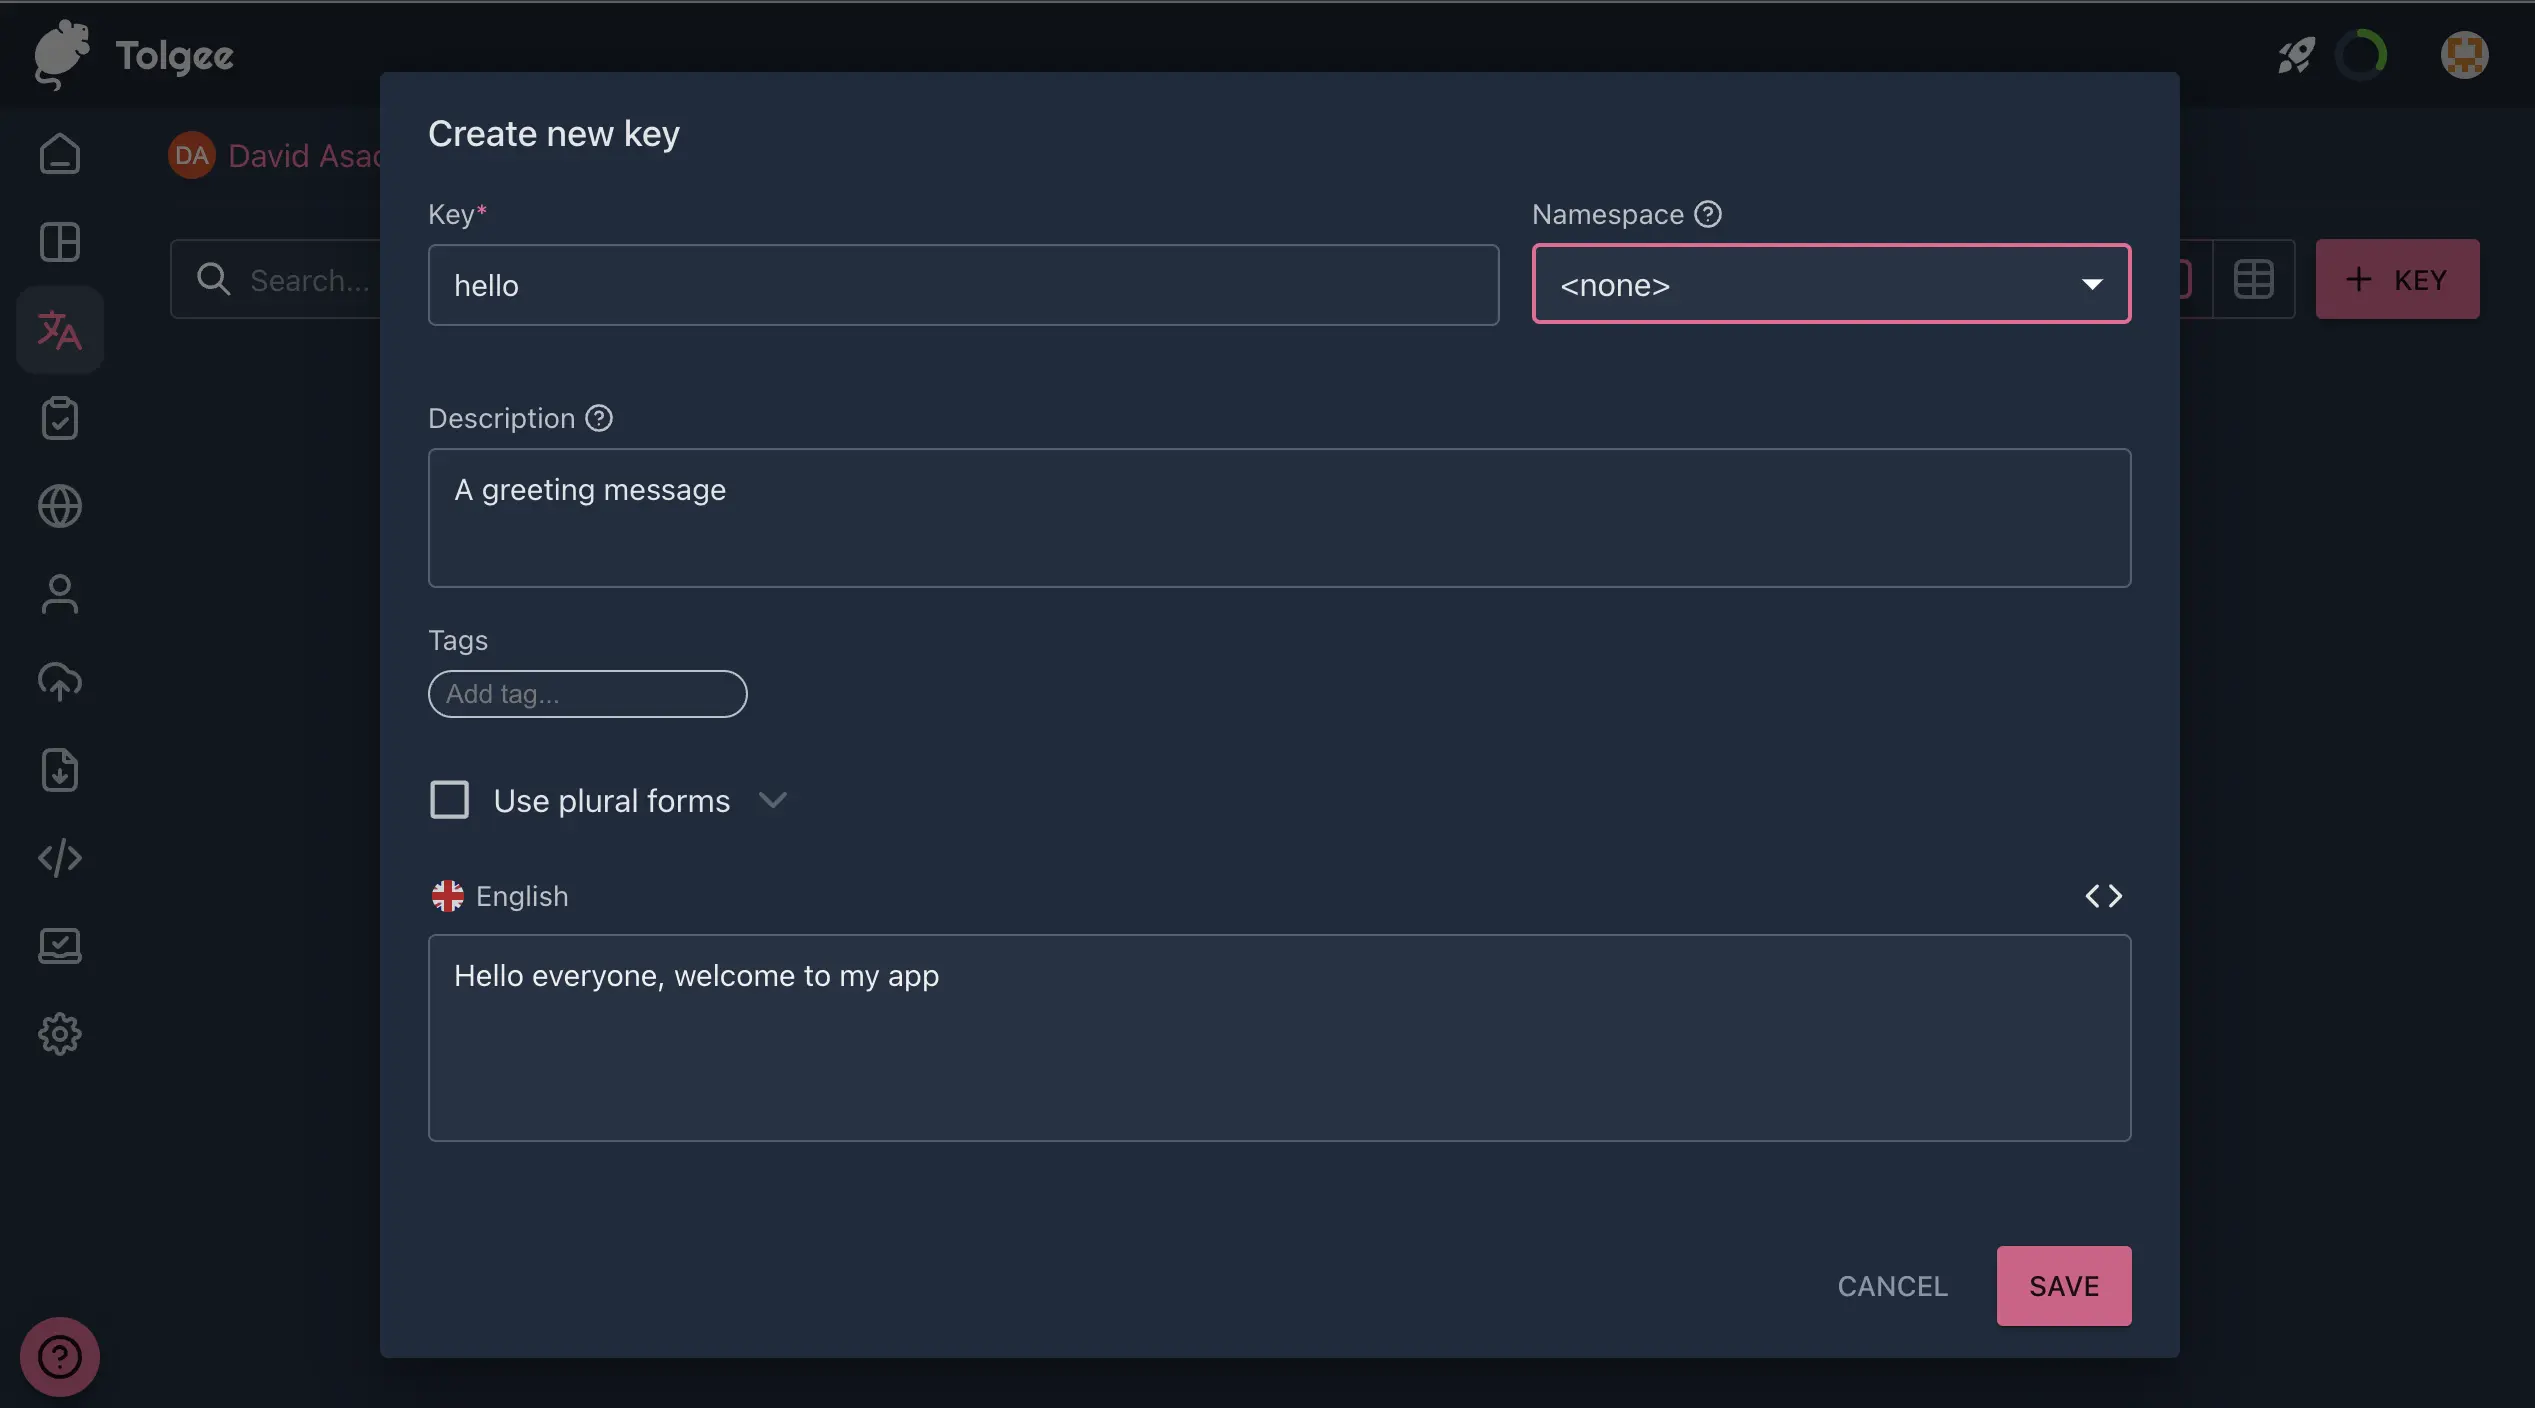 Tolgee
DA David Asad
Search...
+ KEY
Create new key
Key*
hello
Namespace
<none>
Description
A greeting message
Tags
Add tag...
Use plural forms
English
Hello everyone, welcome to my app
CANCEL
SAVE